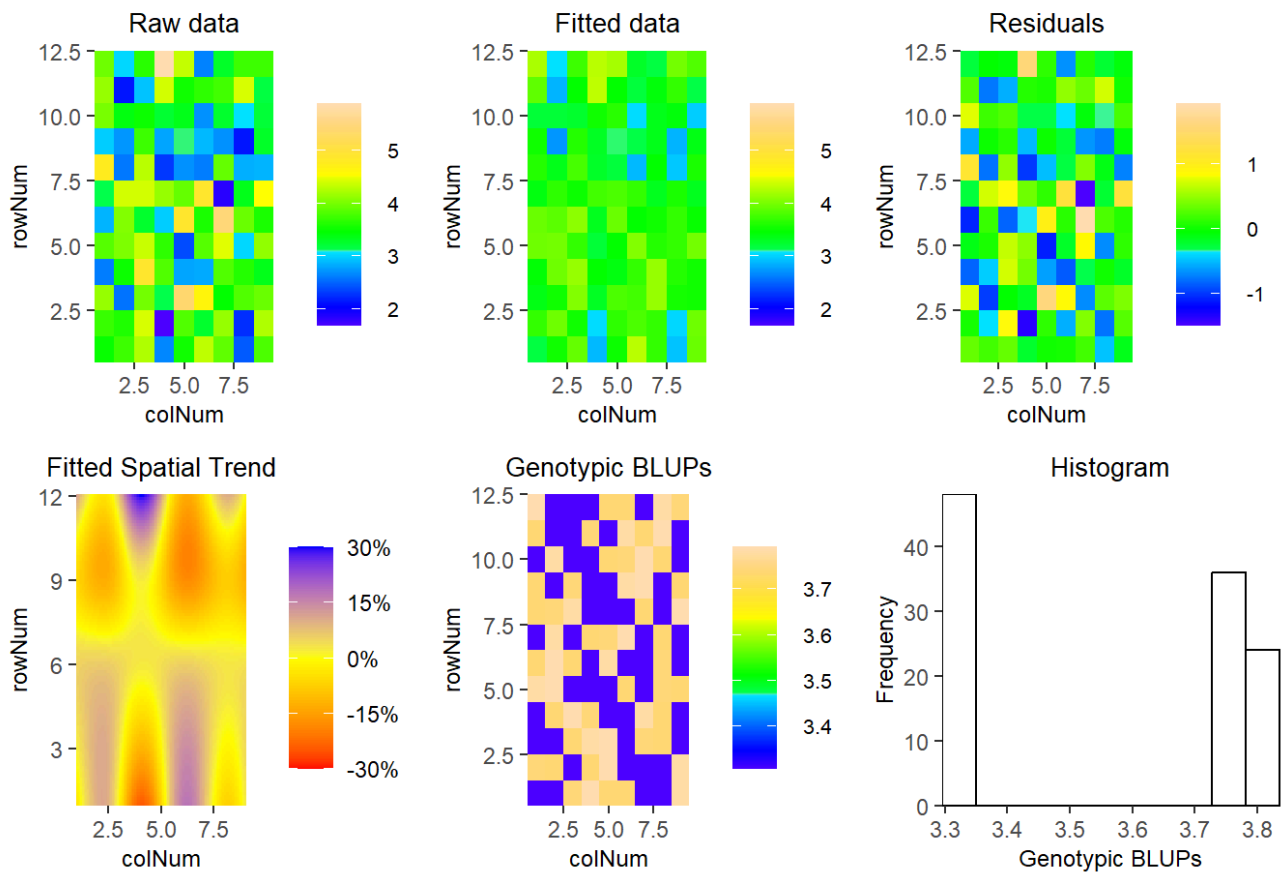 Raw data
12.5
10.0
7.5
5.0
2.5
rowNum
2.5 5.0 7.5
colNum
5
4
3
2
Fitted data
12.5
10.0
7.5
5.0
2.5
rowNum
2.5 5.0 7.5
colNum
5
4
3
2
Residuals
12.5
10.0
7.5
5.0
2.5
rowNum
2.5 5.0 7.5
colNum
1
0
-1
Fitted Spatial Trend
12
9
6
3
rowNum
2.5 5.0 7.5
colNum
30%
15%
0%
-15%
-30%
Genotypic BLUPs
12.5
10.0
7.5
5.0
2.5
rowNum
2.5 5.0 7.5
colNum
3.7
3.6
3.5
3.4
Histogram
40
30
20
10
0
Frequency
3.3 3.4 3.5 3.6 3.7 3.8
Genotypic BLUPs